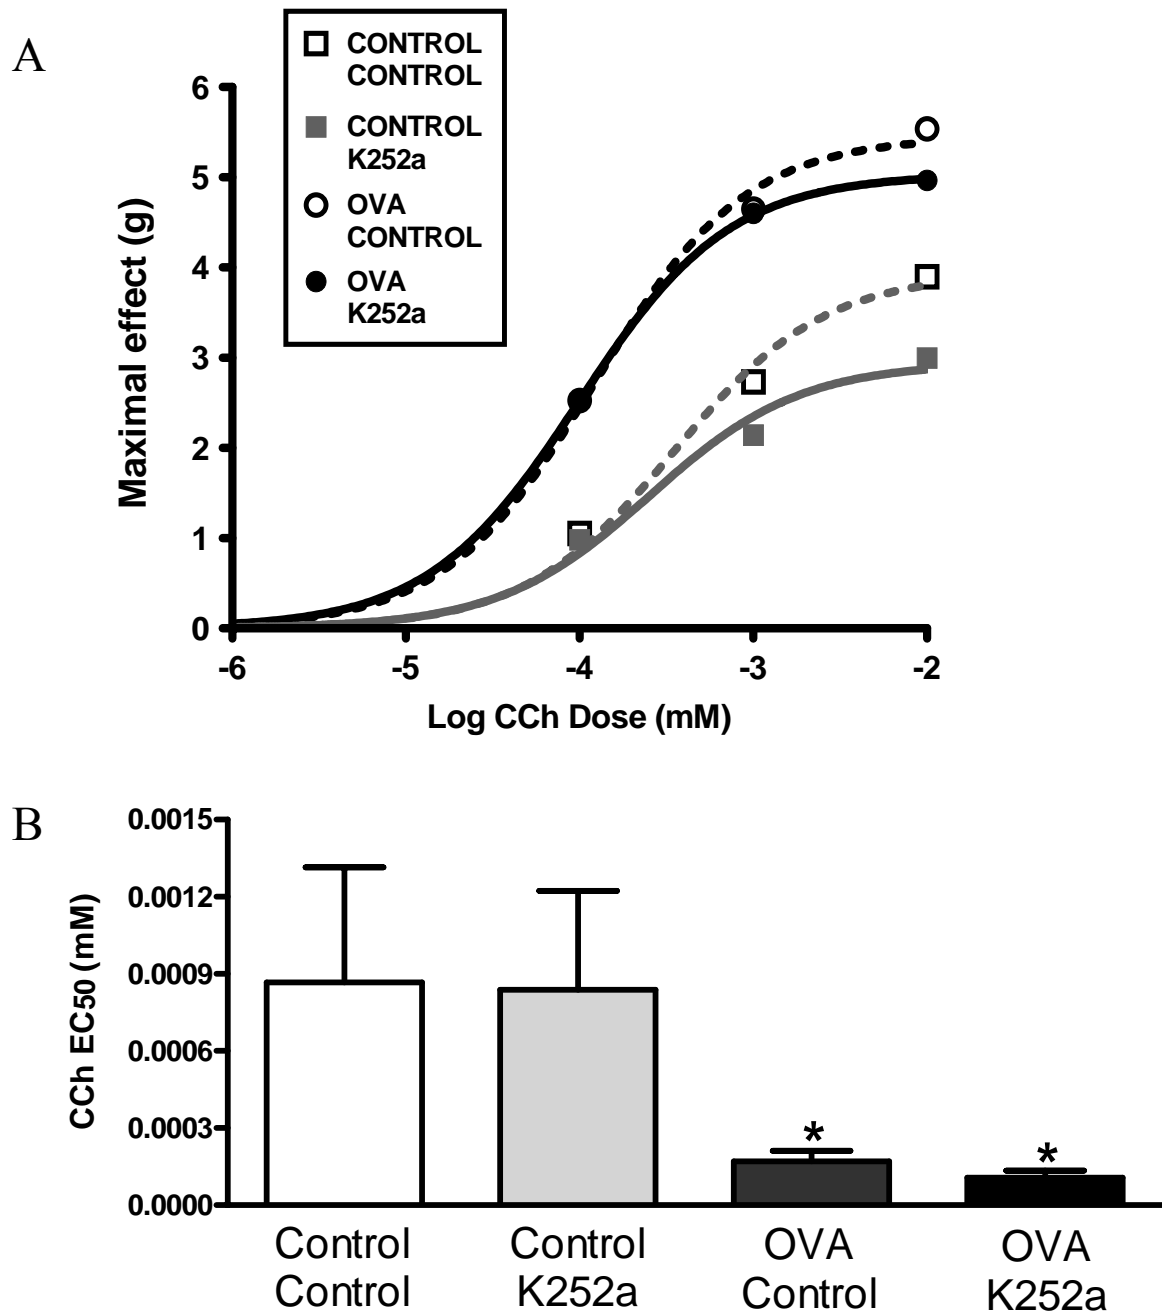 A
CONTROL
CONTROL
CONTROL
K252a
OVA
CONTROL
OVA
K252a
6
5
4
3
2
1
0
Maximal effect (g)
-6 -5 -4 -3 -2
Log CCh Dose (mM)
B
0.0015
0.0012
0.0009
0.0006
0.0003
0.0000
CCh EC50 (mM)
* *
Control Control OVA OVA
Control K252a Control K252a